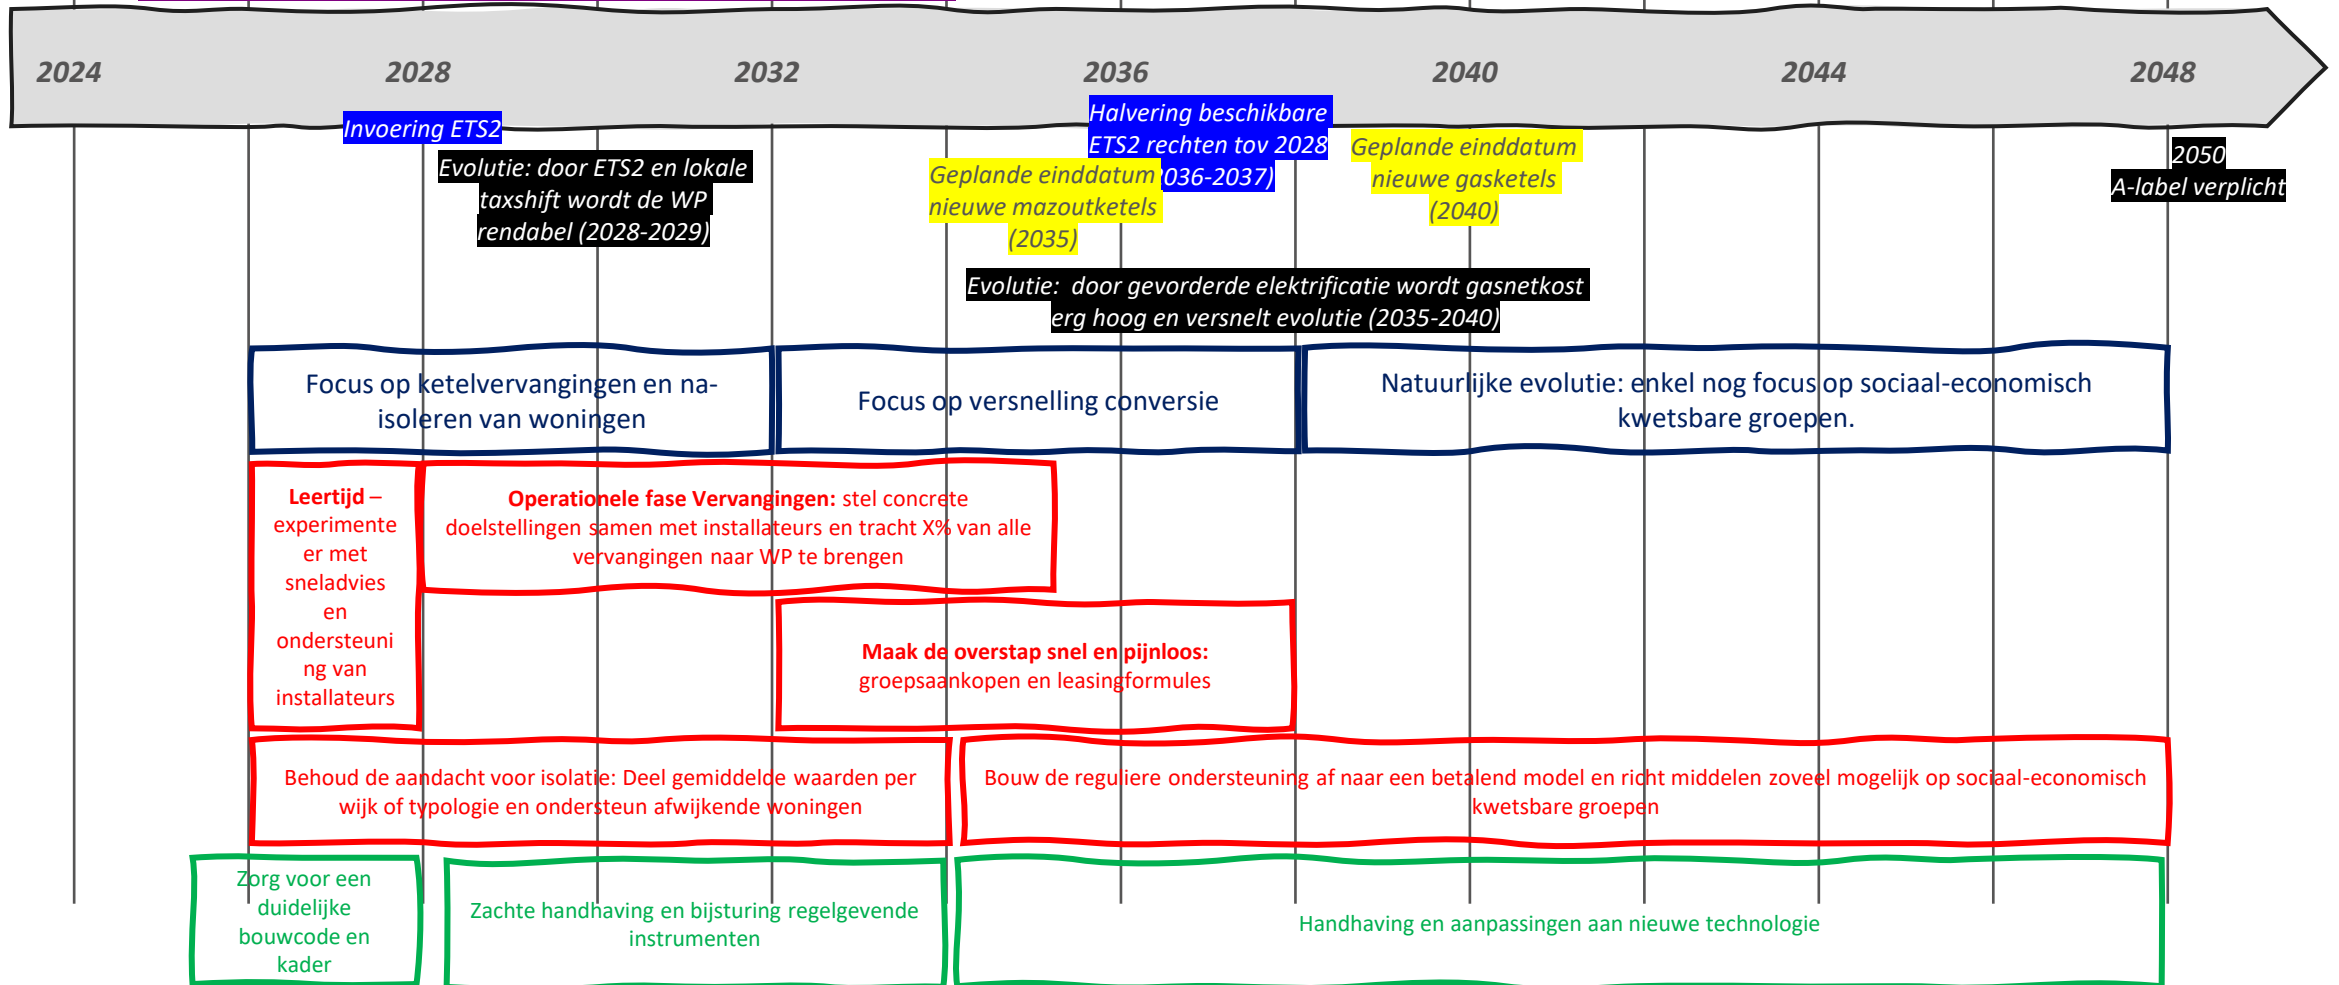 2024 2028 2032 2036 2040 2044 2048
Invoering ETS2
Evolutie: door ETS2 en lokale
taxshift wordt de WP
rendabel (2028-2029)
Halvering beschikbare
ETS2 rechten tov 2028
036-2037)
Geplande einddatum
nieuwe mazoutketels
(2035)
Geplande einddatum
nieuwe gasketels
(2040)
2050
A-label verplicht
Evolutie:  door gevorderde elektrificatie wordt gasnetkost
erg hoog en versnelt evolutie (2035-2040)
Focus op ketelvervangingen en na-
isoleren van woningen
Focus op versnelling conversie
Natuurlijke evolutie: enkel nog focus op sociaal-economisch
kwetsbare groepen.
Leertijd –
experimente
er met
sneladvies
en
ondersteuni
ng van
installateurs
Operationele fase Vervangingen: stel concrete
doelstellingen samen met installateurs en tracht X% van alle
vervangingen naar WP te brengen
Maak de overstap snel en pijnloos:
groepsaankopen en leasingformules
Behoud de aandacht voor isolatie: Deel gemiddelde waarden per
wijk of typologie en ondersteun afwijkende woningen
Bouw de reguliere ondersteuning af naar een betalend model en richt middelen zoveel mogelijk op sociaal-economisch
kwetsbare groepen
Zorg voor een
duidelijke
bouwcode en
kader
Zachte handhaving en bijsturing regelgevende
instrumenten
Handhaving en aanpassingen aan nieuwe technologie